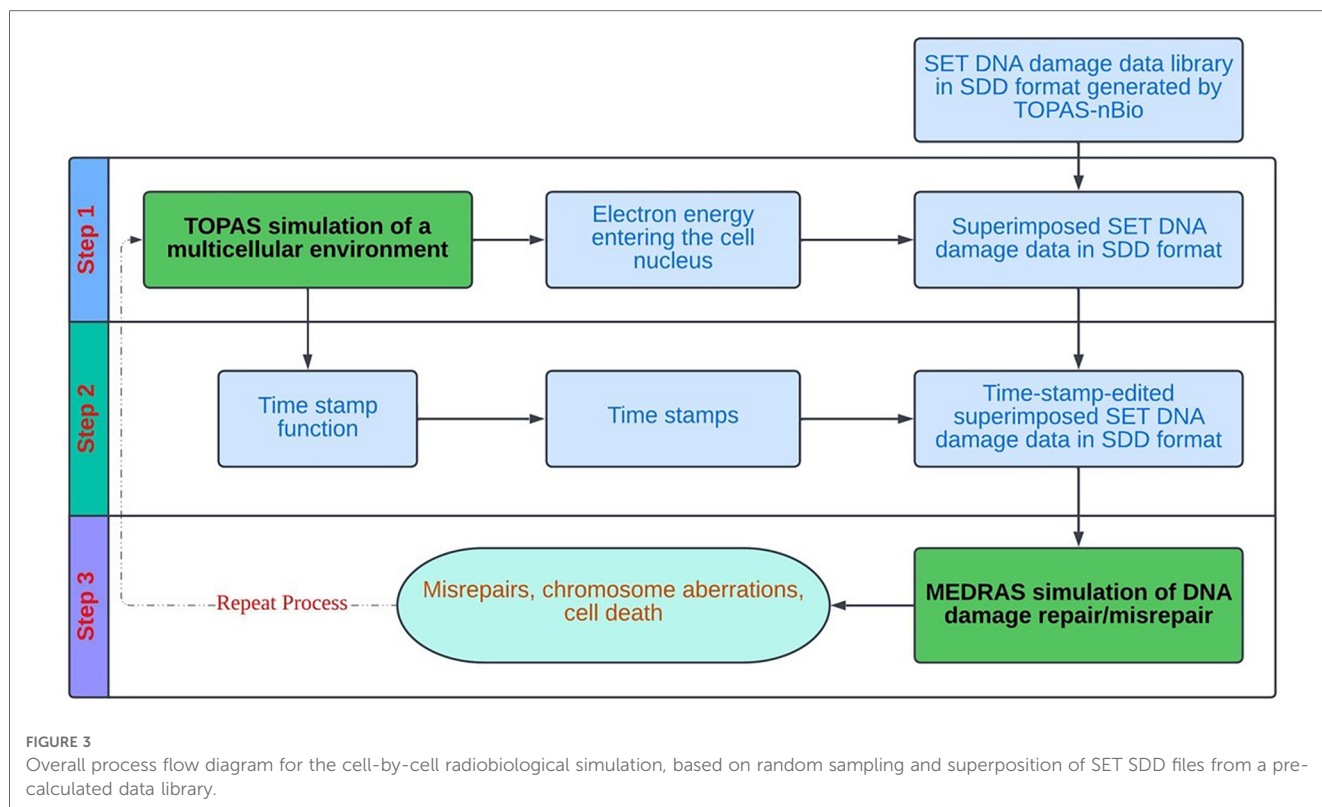 SET DNA damage data library
in SDD format generated by
TOPAS-nBio
Step 1
TOPAS simulation of a
multicellular environment
Electron energy
entering the cell
nucleus
Superimposed SET DNA
damage data in SDD format
Step 2
Time stamp
function
Time stamps
Time-stamp-edited
superimposed SET DNA
damage data in SDD format
Step 3
Repeat Process
Misrepairs, chromosome aberrations,
cell death
MEDRAS simulation of DNA
damage repair/misrepair
FIGURE 3
Overall process flow diagram for the cell-by-cell radiobiological simulation, based on random sampling and superposition of SET SDD files from a pre-
calculated data library.